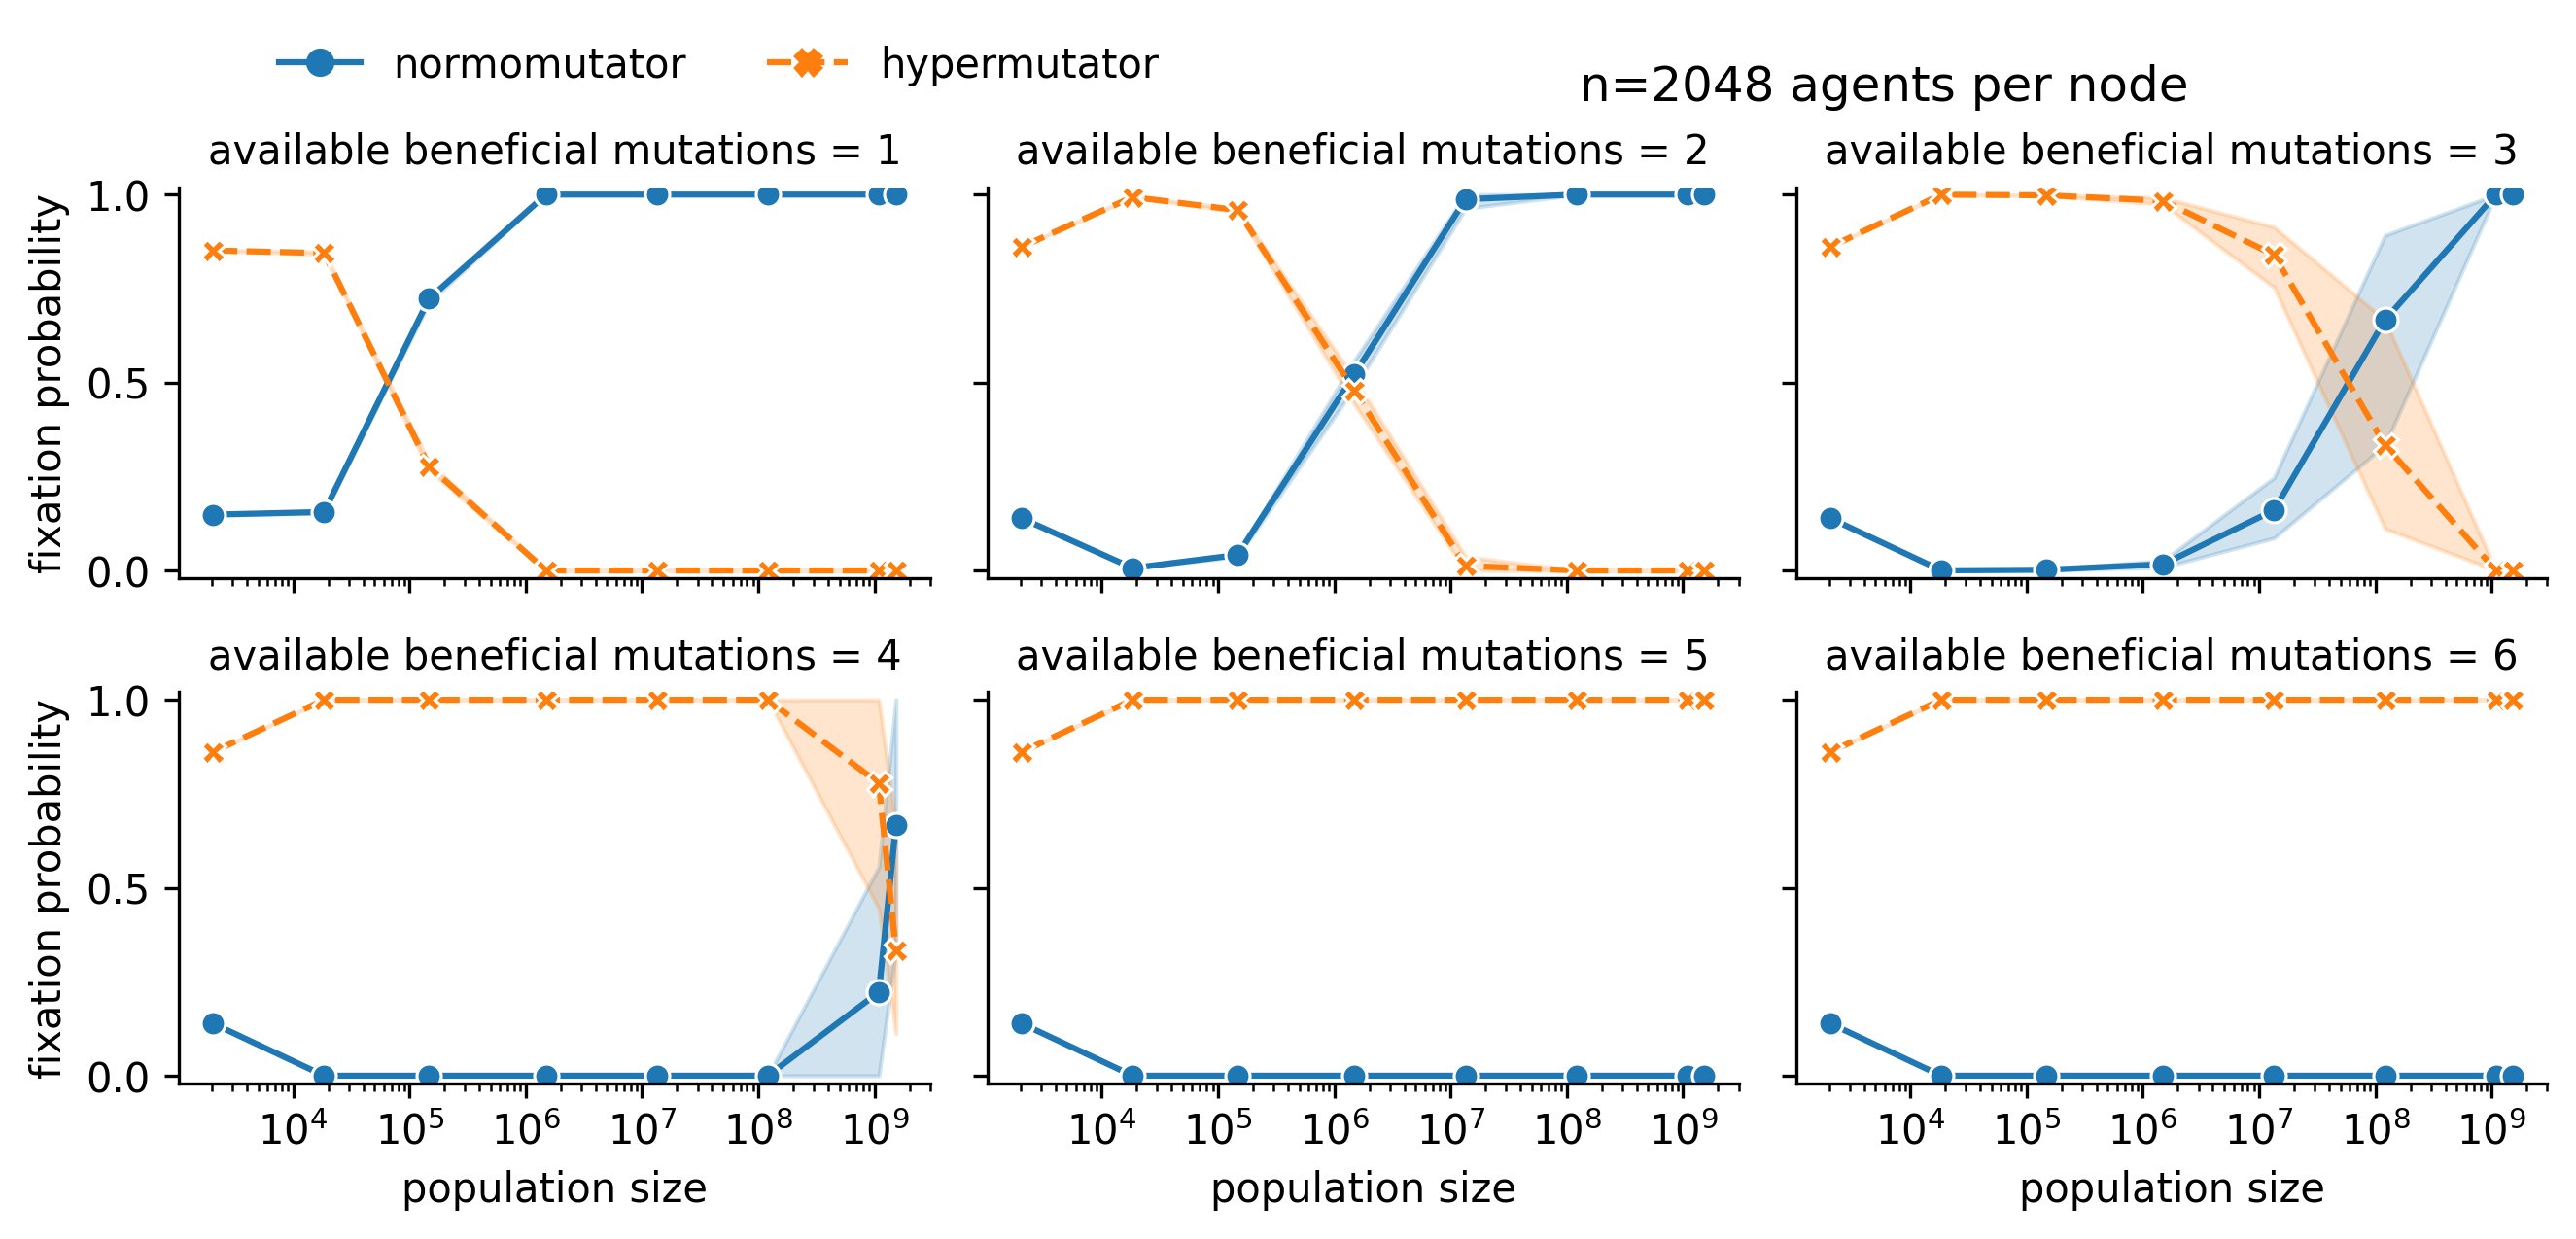 normomutator hypermutator
n=2048 agents per node
available beneficial mutations = 1
available beneficial mutations = 2
available beneficial mutations = 3
fixation probability
1.0
0.5
0.0
available beneficial mutations = 4
available beneficial mutations = 5
available beneficial mutations = 6
fixation probability
1.0
0.5
0.0
10⁴ 10⁵ 10⁶ 10⁷ 10⁸ 10⁹
10⁴ 10⁵ 10⁶ 10⁷ 10⁸ 10⁹
10⁴ 10⁵ 10⁶ 10⁷ 10⁸ 10⁹
population size
population size
population size